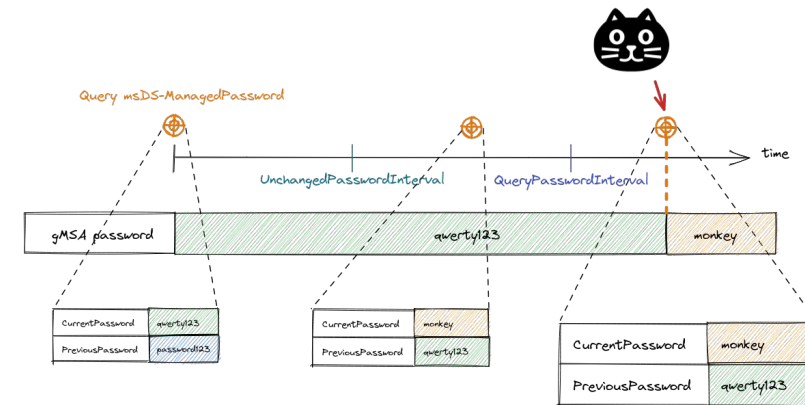 Query msDS-ManagedPassword
time
UnchangedPasswordInterval
QueryPasswordInterval
gMSA password
qwerty123
monkey
CurrentPassword qwerty123
PreviousPassword password123
CurrentPassword monkey
PreviousPassword qwerty123
CurrentPassword monkey
PreviousPassword qwerty123